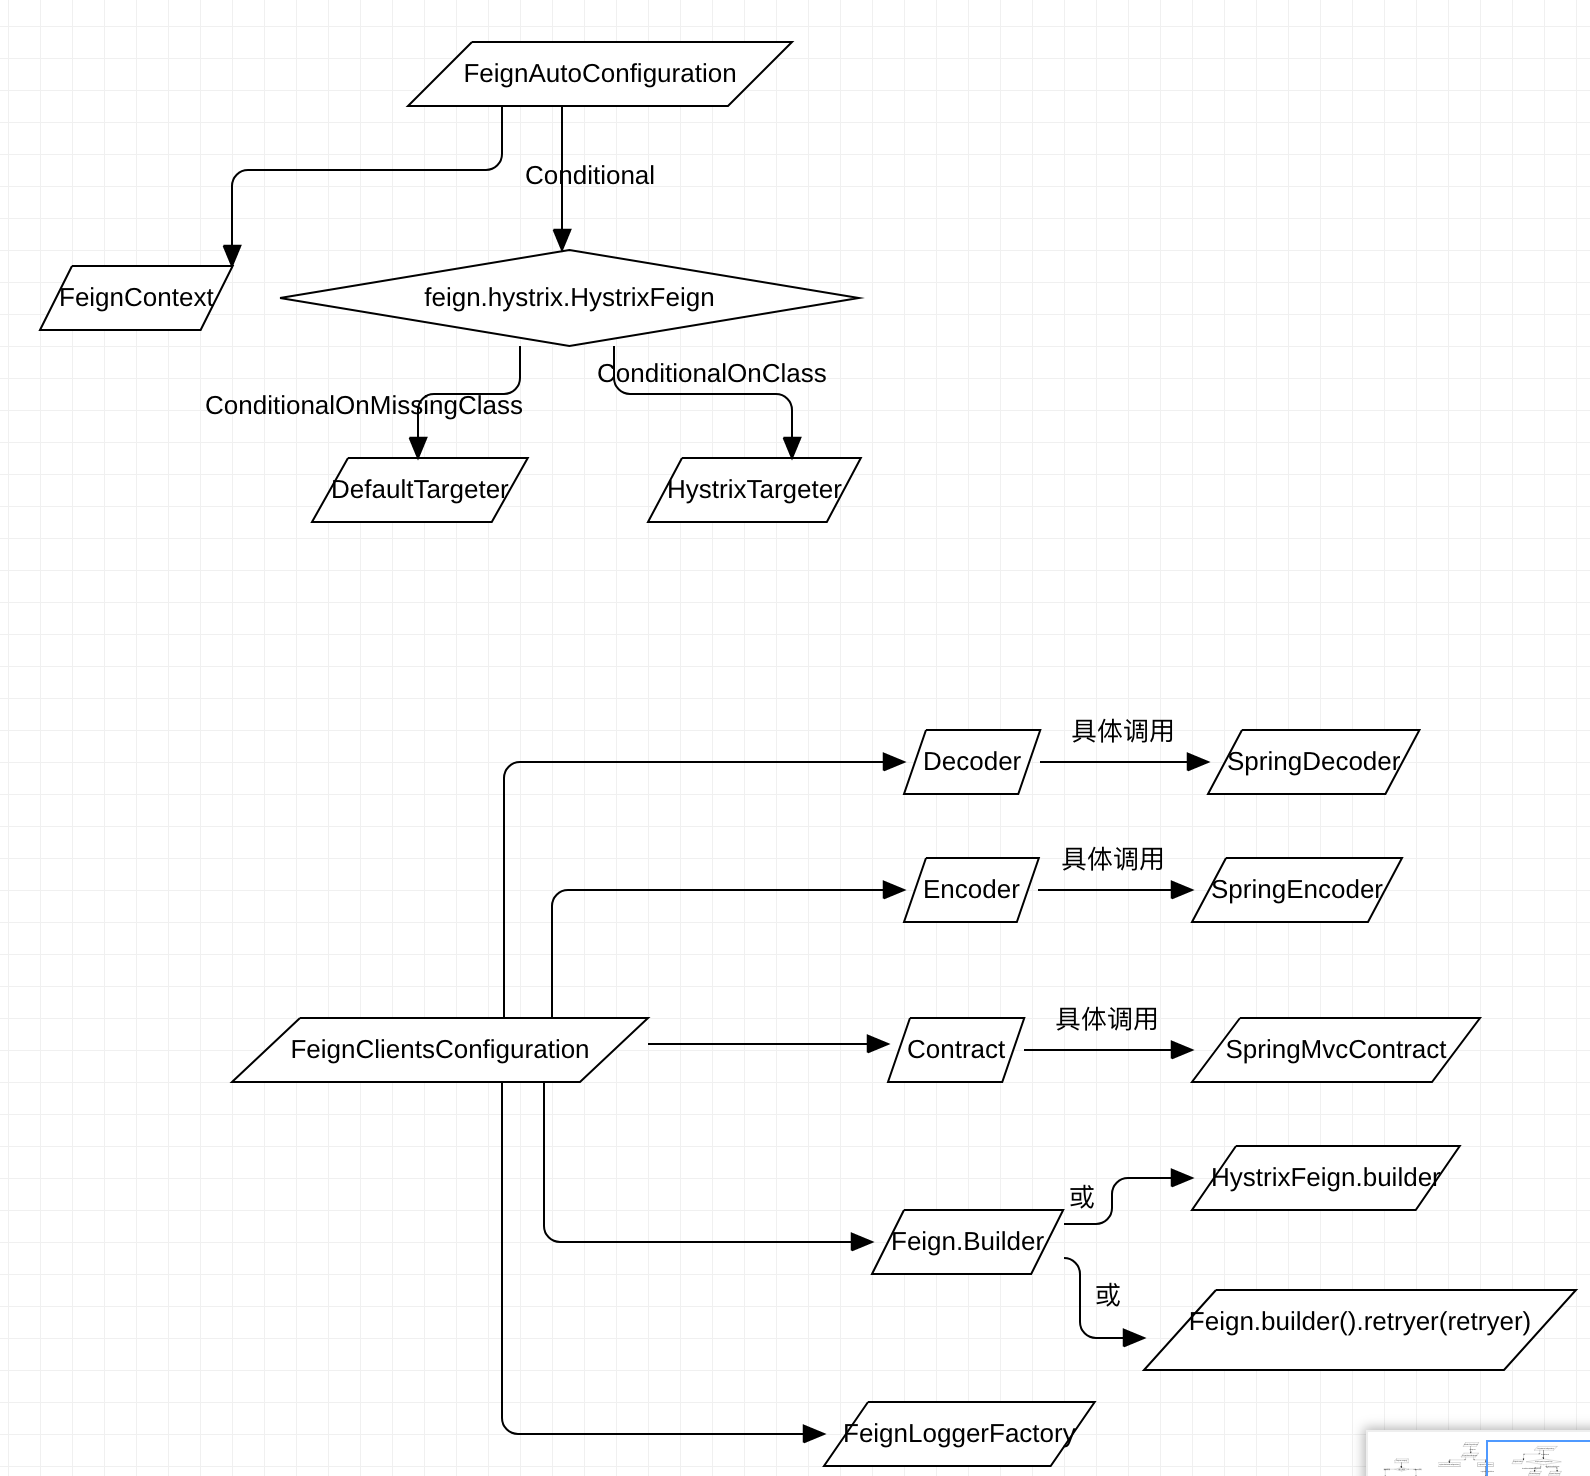 FeignAutoConfiguration
Conditional
FeignContext
feign.hystrix.HystrixFeign
ConditionalOnClass
ConditionalOnMissingClass
DefaultTargeter
HystrixTargeter
具体调用
Decoder
SpringDecoder
具体调用
Encoder
SpringEncoder
具体调用
FeignClientsConfiguration
Contract
SpringMvcContract
HystrixFeign.builder
或
Feign.Builder
或
Feign.builder().retryer(retryer)
FeignLoggerFactory